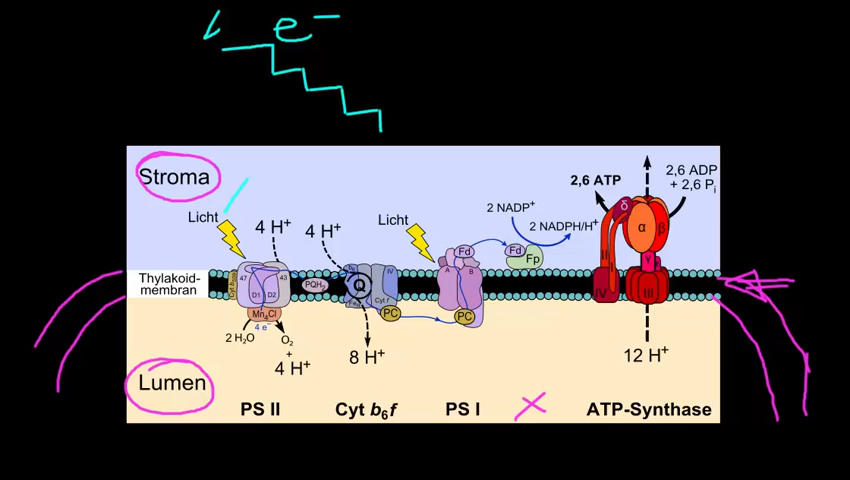 e⁻
Stroma
2,6 ATP
2,6 ADP
+ 2,6 Pi
δ
α
β
γ
II
I
IV
III
2 NADP⁺
2 NADPH/H⁺
Licht
4 H⁺
4 H⁺
Licht
Fd
Fd
Fp
A
B
Thylakoid-
membran
47
43
D1
D2
PQH₂
Q
IV
Cyt f
PC
PC
Mn₄Cl
4 e⁻
2 H₂O
O₂
+
4 H⁺
8 H⁺
12 H⁺
Lumen
PS II
Cyt b₆f
PS I
ATP-Synthase